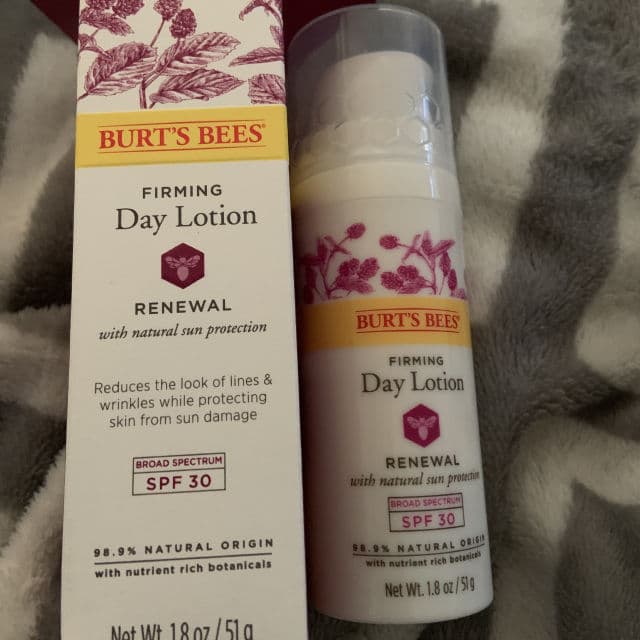 BURT'S BEES
FIRMING
Day Lotion
RENEWAL
with natural sun protection
Reduces the look of lines &
wrinkles while protecting
skin from sun damage
BROAD SPECTRUM
SPF 30
98.9% NATURAL ORIGIN
with nutrient rich botanicals
Net Wt. 1.8 oz / 51g
BURT'S BEES
FIRMING
Day Lotion
RENEWAL
with natural sun protection
BROAD SPECTRUM
SPF 30
98.9% NATURAL ORIGIN
with nutrient rich botanicals
Net Wt. 1.8 oz / 51g